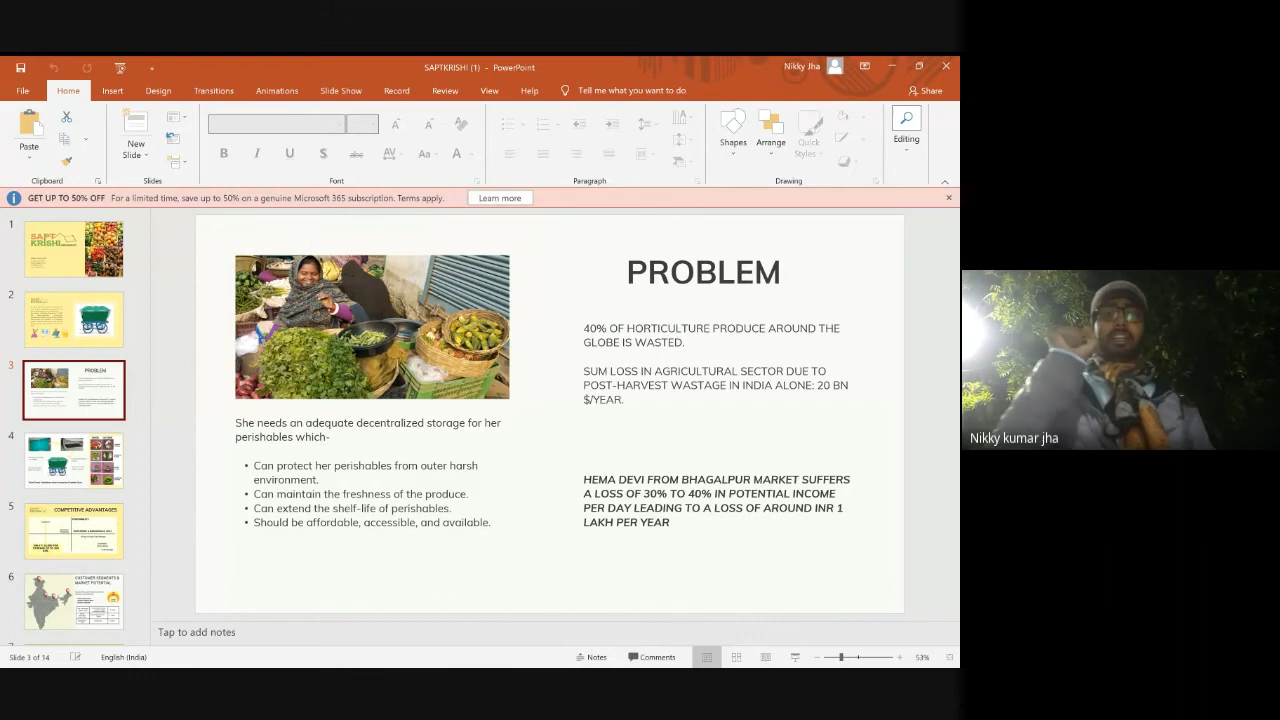 SAPTKRISHI (1) - PowerPoint
Nikky Jha
File Home Insert Design Transitions Animations Slide Show Record Review View Help Tell me what you want to do Share
Paste
New
Slide
Shapes Arrange Quick
Styles
Editing
Clipboard Slides Font Paragraph Drawing
GET UP TO 50% OFF For a limited time, save up to 50% on a genuine Microsoft 365 subscription. Terms apply. Learn more
1
SAPT
KRISHI
2
3
PROBLEM
4
5
COMPETITIVE ADVANTAGES
6
CUSTOMER SEGMENTS &
MARKET POTENTIAL
She needs an adequate decentralized storage for her
perishables which-
• Can protect her perishables from outer harsh
environment.
• Can maintain the freshness of the produce.
• Can extend the shelf-life of perishables.
• Should be affordable, accessible, and available.
PROBLEM
40% OF HORTICULTURE PRODUCE AROUND THE
GLOBE IS WASTED.
SUM LOSS IN AGRICULTURAL SECTOR DUE TO
POST-HARVEST WASTAGE IN INDIA ALONE: 20 BN
$/YEAR.
HEMA DEVI FROM BHAGALPUR MARKET SUFFERS
A LOSS OF 30% TO 40% IN POTENTIAL INCOME
PER DAY LEADING TO A LOSS OF AROUND INR 1
LAKH PER YEAR
Nikky kumar jha
Tap to add notes
Slide 3 of 14 English (India) Notes Comments 53%